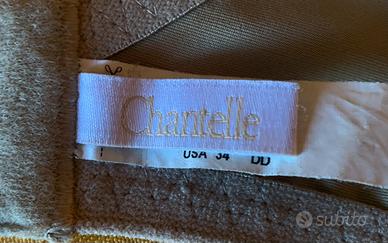 Chantelle
USA 34 DD
subito